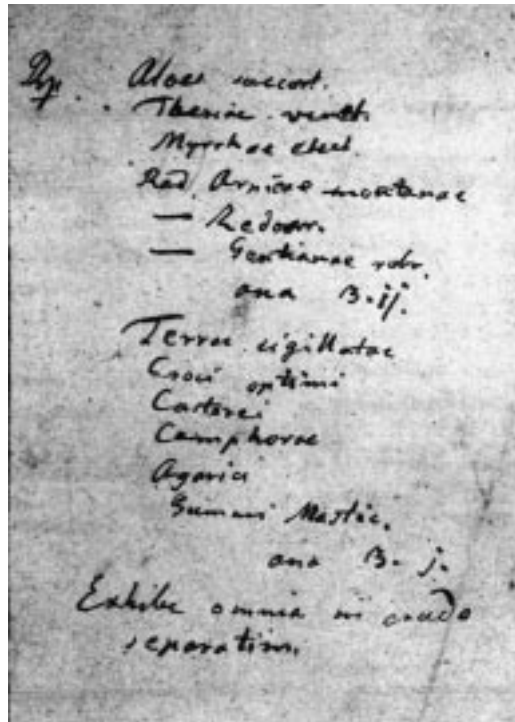 Rp. Aloes succot.
Theriac. venet.
Myrrhae elect.
Rad. Arnicae montanae
— Zedoar.
— Gentianae rubr.
ana ℥. ij.
Terrae sigillatae
Croci optimi
Castorei
Camphorae
Agarici
Gummi Mastic.
ana ℥. j.
Exhibe omnia in crudo
separatim.